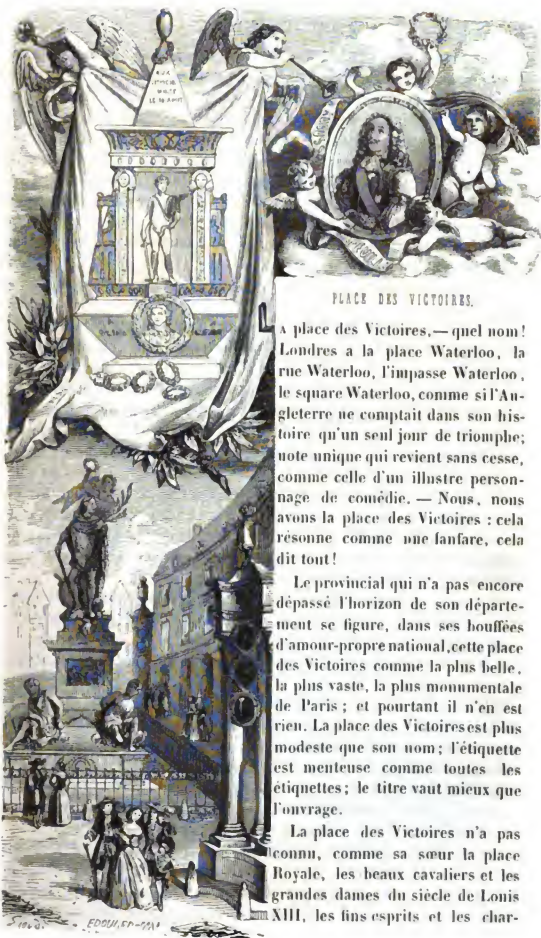 AUX
LE 10 AOUT
PLACE DES VICTOIRES.
LA place des Victoires,— quel nom!
Londres a la place Waterloo, la
rue Waterloo, l'impasse Waterloo,
le square Waterloo, comme si l'An-
gleterre ne comptait dans son his-
toire qu'un seul jour de triomphe;
note unique qui revient sans cesse,
comme celle d'un illustre person-
nage de comédie. — Nous, nous
avons la place des Victoires : cela
résonne comme une fanfare, cela
dit tout!
Le provincial qui n'a pas encore
dépassé l'horizon de son départe-
ment se figure, dans ses bouffées
d'amour-propre national, cette place
des Victoires comme la plus belle,
la plus vaste, la plus monumentale
de Paris; et pourtant il n'en est
rien. La place des Victoires est plus
modeste que son nom; l'étiquette
est menteuse comme toutes les
étiquettes; le titre vaut mieux que
l'ouvrage.
La place des Victoires n'a pas
connu, comme sa sœur la place
Royale, les beaux cavaliers et les
grandes dames du siècle de Louis
XIII, les fins esprits et les char-